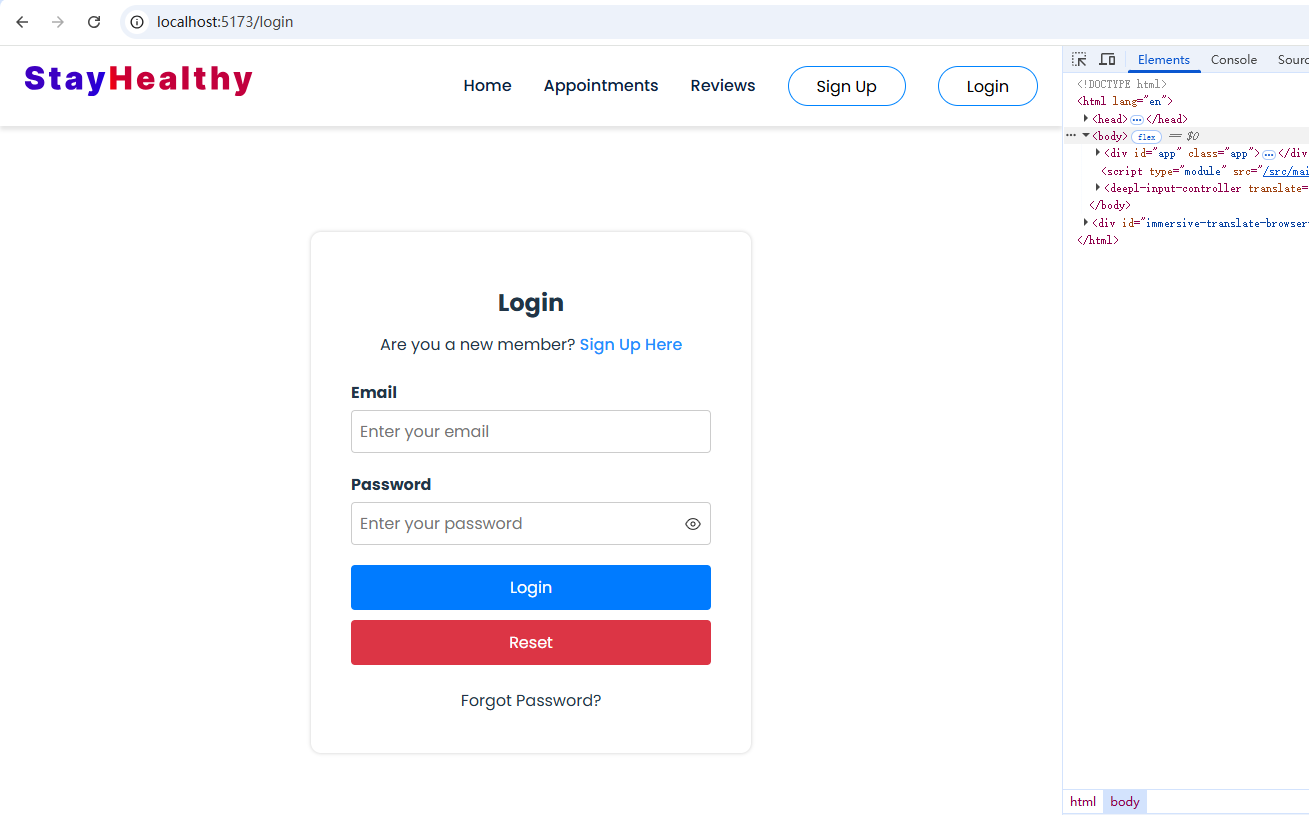 localhost:5173/login
StayHealthy
Home Appointments Reviews Sign Up Login
Login
Are you a new member? Sign Up Here
Email
Enter your email
Password
Enter your password
Login
Reset
Forgot Password?
Elements Console
<!DOCTYPE html>
<html lang="en">
<head> … </head>
… <body> flex == $0
<div id="app" class="app"> … </div
<script type="module" src="/src/mai
<deepl-input-controller translate=
</body>
<div id="immersive-translate-browser
</html>
html body